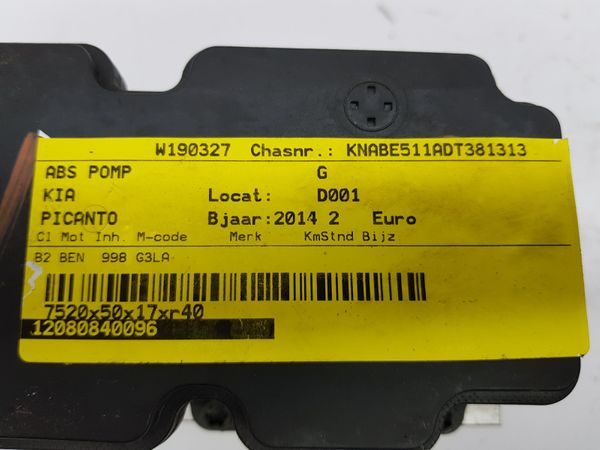 W190327 Chasnr.: KNABE511ADT381313
ABS POMP G
KIA Locat: D001
PICANTO Bjaar:2014 2 Euro
Cl Mot Inh. M-code Merk KmStnd Bijz
B2 BEN 998 G3LA
7520x50x17xr40
12080840096